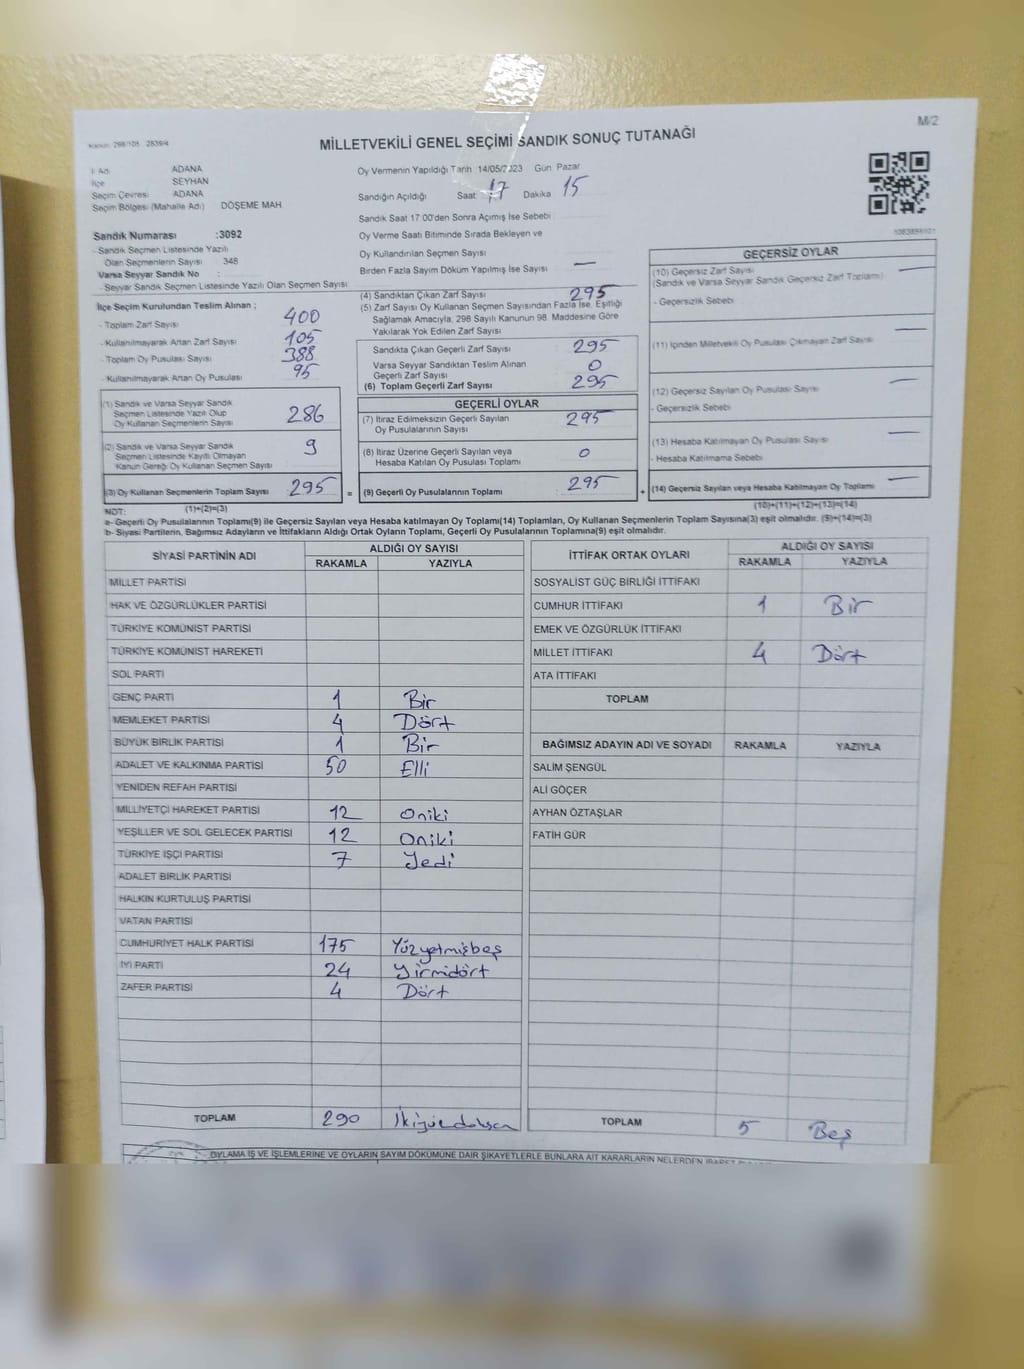 M/2
MİLLETVEKİLİ GENEL SEÇİMİ SANDIK SONUÇ TUTANAĞI
İl Adı ADANA
İlçe SEYHAN
Seçim Çevresi ADANA
Seçim Bölgesi (Mahalle Adı) DÖŞEME MAH.
Sandık Numarası :3092
- Sandık Seçmen Listesinde Yazılı
Olan Seçmenlerin Sayısı 348
Varsa Seyyar Sandık No :
- Seyyar Sandık Seçmen Listesinde Yazılı Olan Seçmen Sayısı
Oy Vermenin Yapıldığı Tarih 14/05/2023 Gün Pazar
Sandığın Açıldığı Saat 17 Dakika 15
Sandık Saat 17:00'den Sonra Açımış İse Sebebi
Oy Verme Saati Bitiminde Sırada Bekleyen ve
Oy Kullandırılan Seçmen Sayısı
Birden Fazla Sayım Döküm Yapılmış İse Sayısı —
İlçe Seçim Kurulundan Teslim Alınan ;
- Toplam Zarf Sayısı 400
- Kullanılmayarak Artan Zarf Sayısı 105
- Toplam Oy Pusulası Sayısı 388
- Kullanılmayarak Artan Oy Pusulası 95
(1) Sandık ve Varsa Seyyar Sandık
Seçmen Listesinde Yazılı Olup
Oy Kullanan Seçmenlerin Sayısı 286
(2) Sandık ve Varsa Seyyar Sandık
Seçmen Listesinde Kayıtlı Olmayan
Kanun Gereği Oy Kullanan Seçmen Sayısı 9
(3) Oy Kullanan Seçmenlerin Toplam Sayısı 295 =
(1)+(2)=(3)
(4) Sandıktan Çıkan Zarf Sayısı 295
(5) Zarf Sayısı Oy Kullanan Seçmen Sayısından Fazla İse, Eşitliği
Sağlamak Amacıyla, 298 Sayılı Kanunun 98. Maddesine Göre
Yakılarak Yok Edilen Zarf Sayısı
Sandıkta Çıkan Geçerli Zarf Sayısı 295
Varsa Seyyar Sandıktan Teslim Alınan
Geçerli Zarf Sayısı 0
(6) Toplam Geçerli Zarf Sayısı 295
GEÇERLİ OYLAR
(7) İtiraz Edilmeksizin Geçerli Sayılan
Oy Pusulalarının Sayısı 295
(8) İtiraz Üzerine Geçerli Sayılan veya
Hesaba Katılan Oy Pusulası Toplamı 0
(9) Geçerli Oy Pusulalarının Toplamı 295 +
GEÇERSİZ OYLAR
(10) Geçersiz Zarf Sayısı —
(Sandık ve Varsa Seyyar Sandık Geçersiz Zarf Toplamı)
- Geçersizlik Sebebi
(11) İçinden Milletvekili Oy Pusulası Çıkmayan Zarf Sayısı —
(12) Geçersiz Sayılan Oy Pusulası Sayısı —
- Geçersizlik Sebebi
(13) Hesaba Katılmayan Oy Pusulası Sayısı —
- Hesaba Katılmama Sebebi
(14) Geçersiz Sayılan veya Hesaba Katılmayan Oy Toplamı —
(10)+(11)+(12)+(13)=(14)
NOT:
a- Geçerli Oy Pusulalarının Toplamı(9) ile Geçersiz Sayılan veya Hesaba katılmayan Oy Toplamı(14) Toplamları, Oy Kullanan Seçmenlerin Toplam Sayısına(3) eşit olmalıdır. (9)+(14)=(3)
b- Siyasi Partilerin, Bağımsız Adayların ve İttifakların Aldığı Oyların Toplamı, Geçerli Oy Pusulalarının Toplamına(9) eşit olmalıdır.
SİYASİ PARTİNİN ADI ALDIĞI OY SAYISI
RAKAMLA YAZIYLA
MİLLET PARTİSİ
HAK VE ÖZGÜRLÜKLER PARTİSİ
TÜRKİYE KOMÜNİST PARTİSİ
TÜRKİYE KOMÜNİST HAREKETİ
SOL PARTİ
GENÇ PARTİ 1 Bir
MEMLEKET PARTİSİ 4 Dört
BÜYÜK BİRLİK PARTİSİ 1 Bir
ADALET VE KALKINMA PARTİSİ 50 Elli
YENİDEN REFAH PARTİSİ
MİLLİYETÇİ HAREKET PARTİSİ 12 Oniki
YEŞİLLER VE SOL GELECEK PARTİSİ 12 Oniki
TÜRKİYE İŞÇİ PARTİSİ 7 Yedi
ADALET BİRLİK PARTİSİ
HALKIN KURTULUŞ PARTİSİ
VATAN PARTİSİ
CUMHURİYET HALK PARTİSİ 175 Yüzyetmişbeş
İYİ PARTİ 24 Yirmidört
ZAFER PARTİSİ 4 Dört
TOPLAM 290
İTTİFAK ORTAK OYLARI ALDIĞI OY SAYISI
RAKAMLA YAZIYLA
SOSYALİST GÜÇ BİRLİĞİ İTTİFAKI
CUMHUR İTTİFAKI 1 Bir
EMEK VE ÖZGÜRLÜK İTTİFAKI
MİLLET İTTİFAKI 4 Dört
ATA İTTİFAKI
TOPLAM
BAĞIMSIZ ADAYIN ADI VE SOYADI RAKAMLA YAZIYLA
SALİM ŞENGÜL
ALİ GÖÇER
AYHAN ÖZTAŞLAR
FATİH GÜR
TOPLAM 5 Beş
OYLAMA İŞ VE İŞLEMLERİNE VE OYLARIN SAYIM DÖKÜMÜNE DAİR ŞİKAYETLERLE BUNLARA AİT KARARLARIN NELERDEN